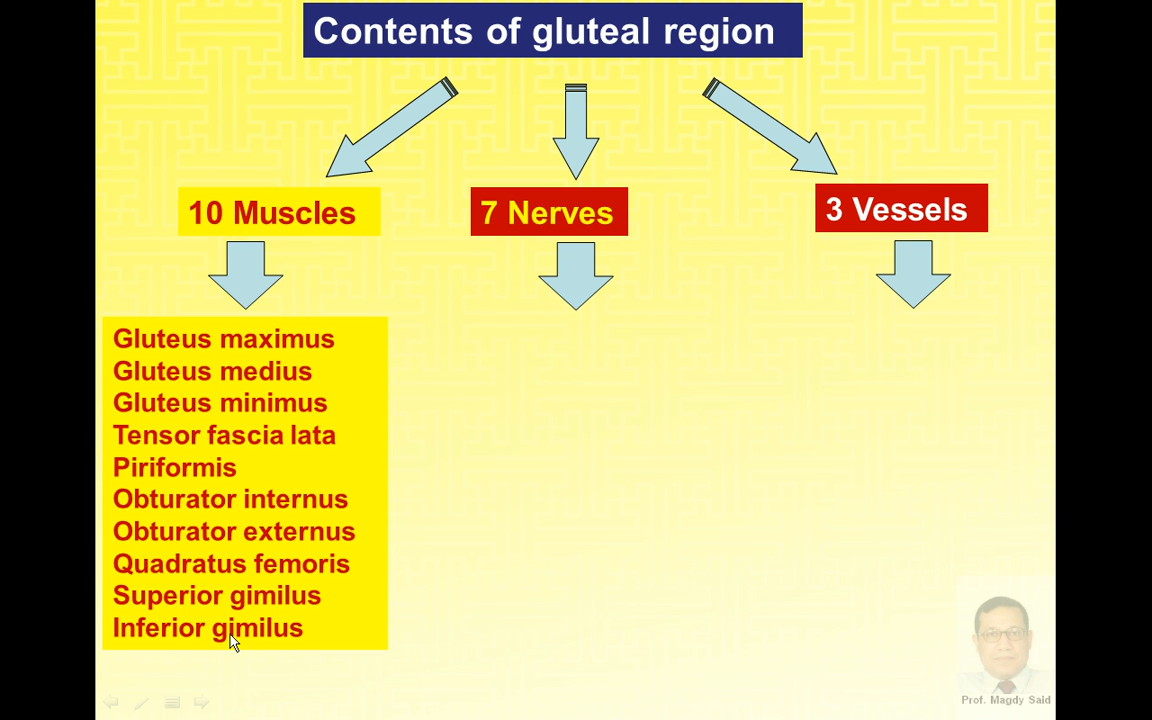 Contents of gluteal region
10 Muscles
7 Nerves
3 Vessels
Gluteus maximus
Gluteus medius
Gluteus minimus
Tensor fascia lata
Piriformis
Obturator internus
Obturator externus
Quadratus femoris
Superior gimilus
Inferior gimilus
Prof. Magdy Said